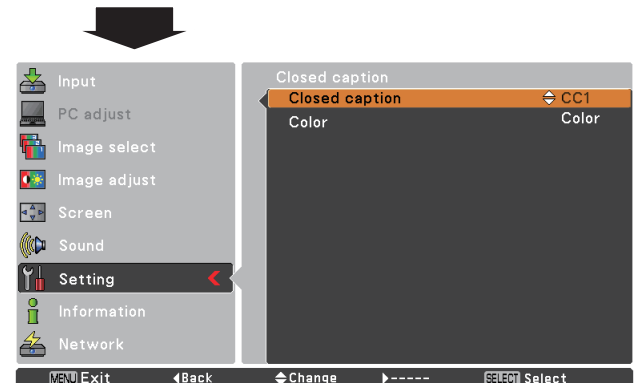 Input
PC adjust
Image select
Image adjust
Screen
Sound
Setting
Information
Network
Closed caption
Closed caption CC1
Color Color
MENU Exit Back Change ----- SELECT Select